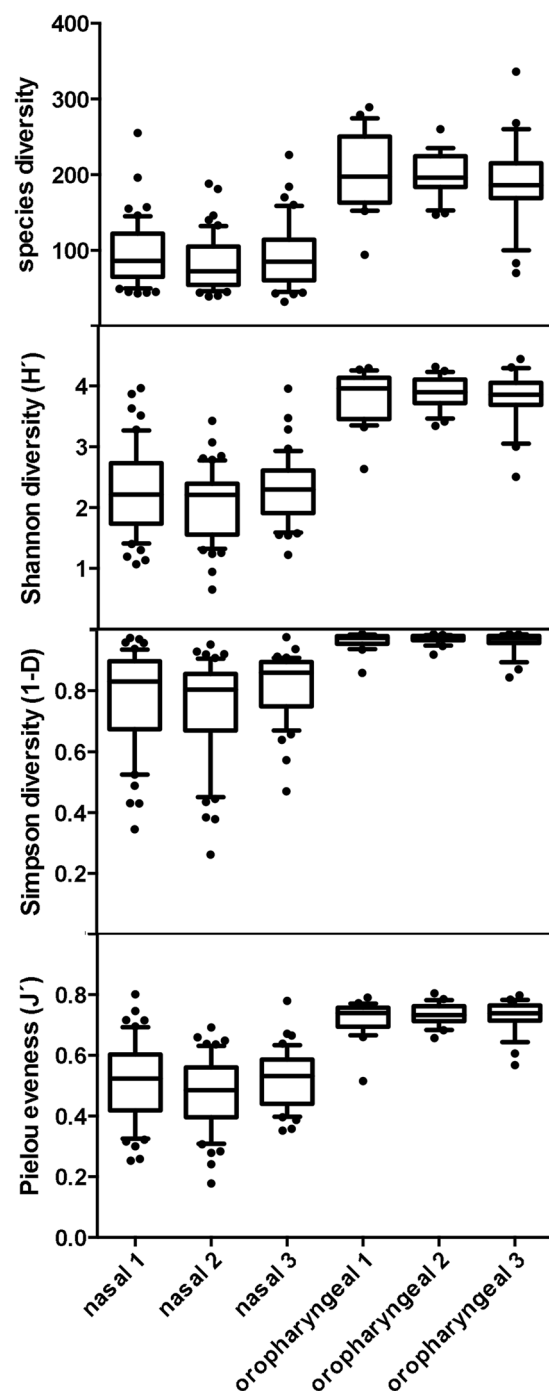 species diversity
400
300
200
100
Shannon diversity (H´)
4
3
2
1
Simpson diversity (1-D)
0.8
0.6
0.4
0.2
Pielou eveness (J´)
0.8
0.6
0.4
0.2
0.0
nasal 1
nasal 2
nasal 3
oropharyngeal 1
oropharyngeal 2
oropharyngeal 3